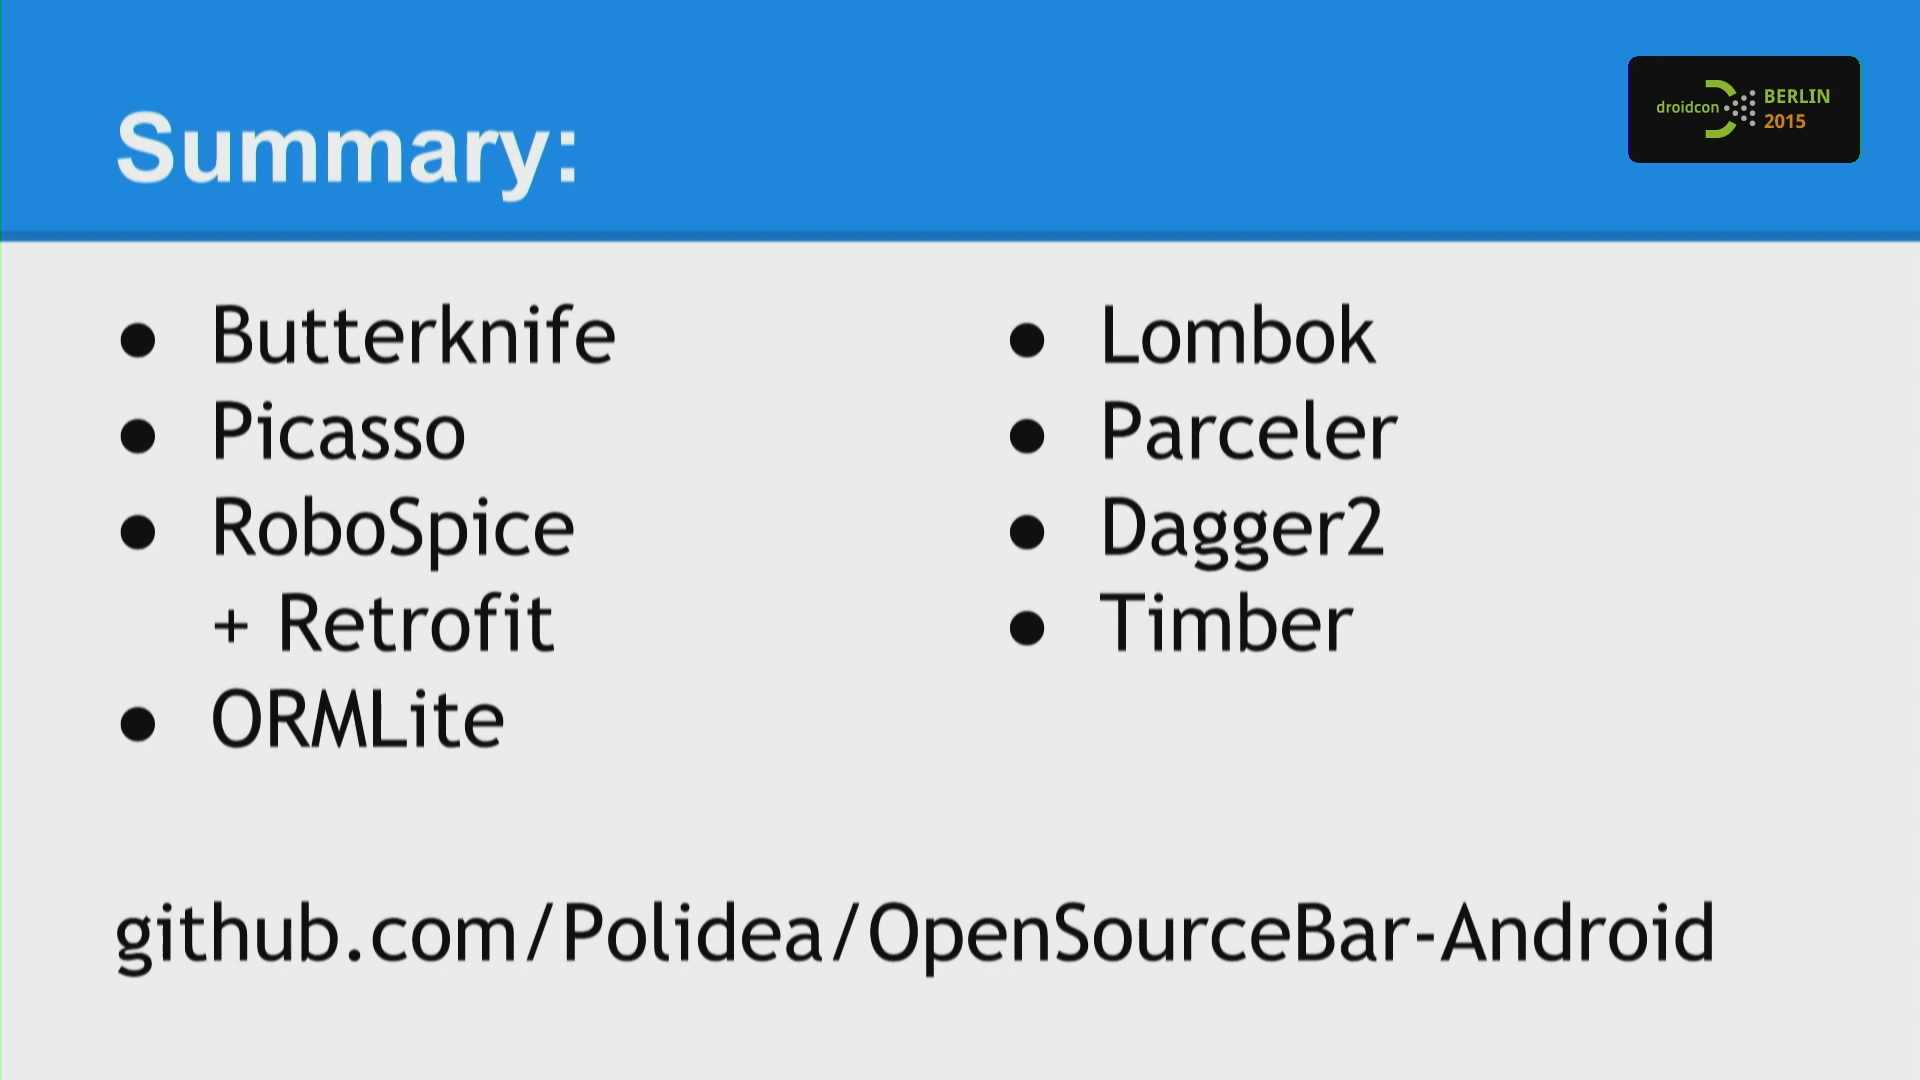 Summary:
droidcon
BERLIN
2015
● Butterknife
● Picasso
● RoboSpice
+ Retrofit
● ORMLite
● Lombok
● Parceler
● Dagger2
● Timber
github.com/Polidea/OpenSourceBar-Android